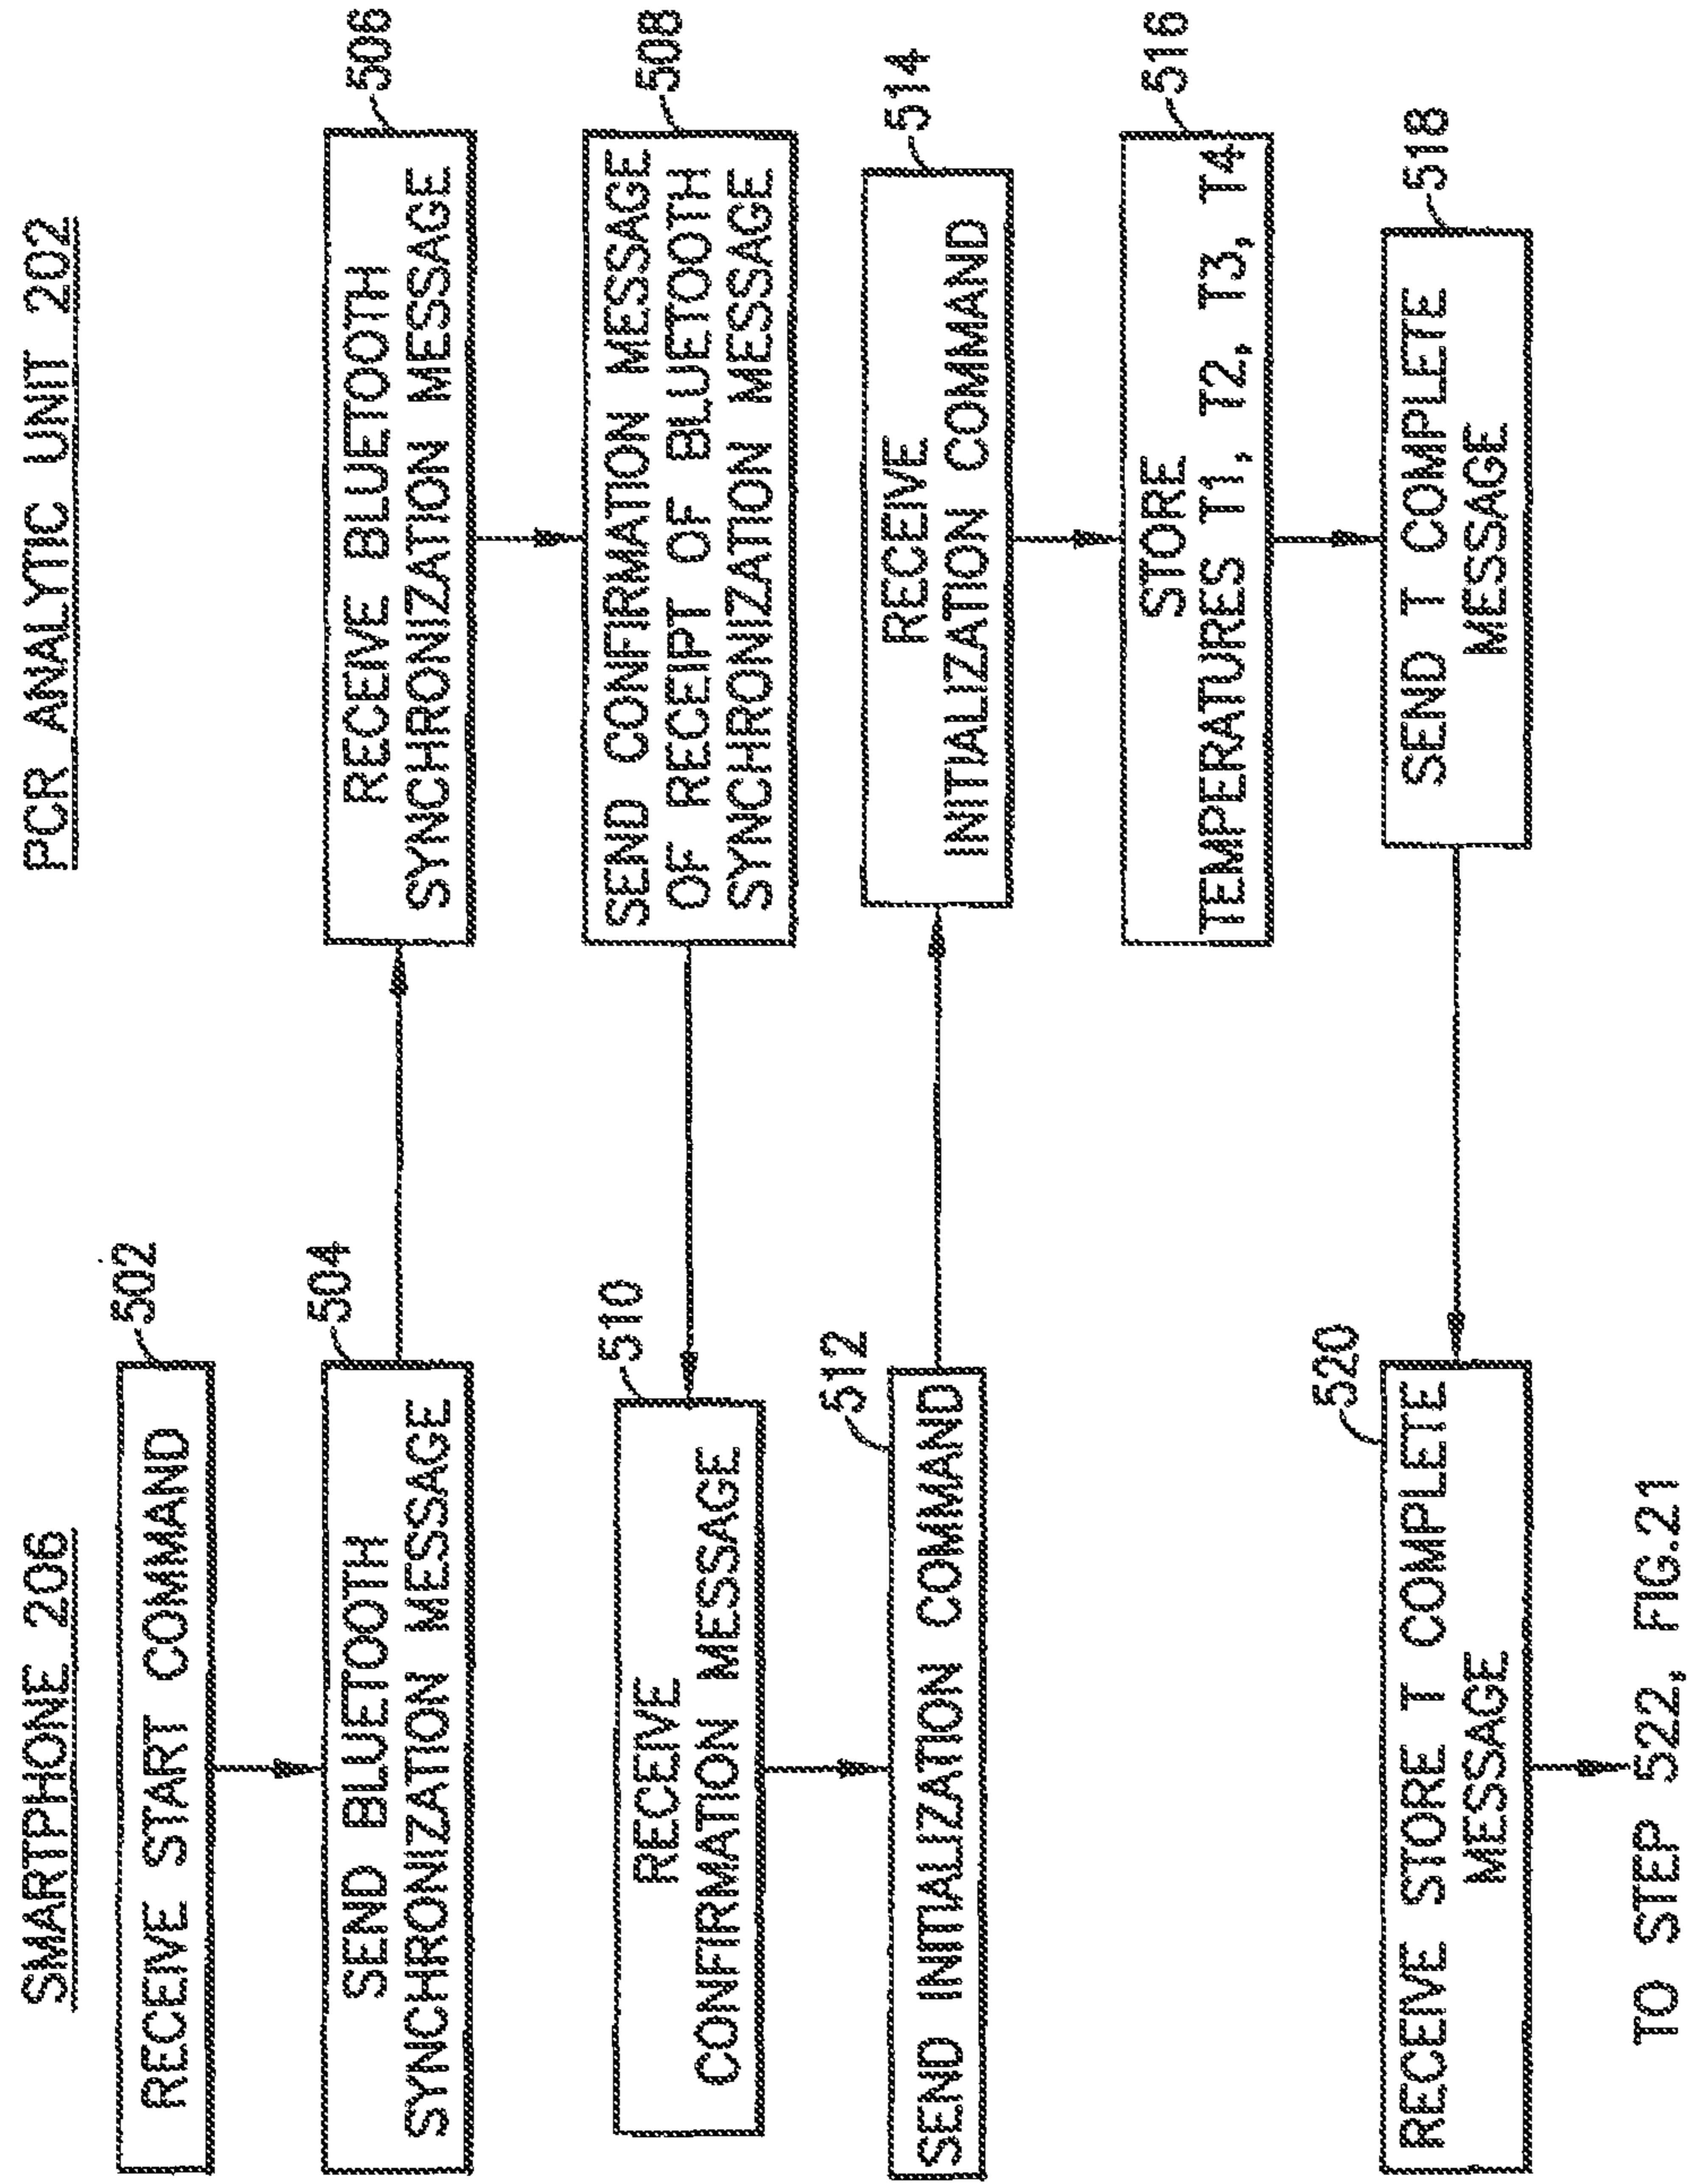 SMARTPHONE 206
PCR ANALYTIC UNIT 202
502
RECEIVE START COMMAND
504
SEND BLUETOOTH
SYNCHRONIZATION MESSAGE
506
RECEIVE BLUETOOTH
SYNCHRONIZATION MESSAGE
508
SEND CONFIRMATION MESSAGE
OF RECEIPT OF BLUETOOTH
SYNCHRONIZATION MESSAGE
510
RECEIVE
CONFIRMATION MESSAGE
512
SEND INITIALIZATION COMMAND
514
RECEIVE
INITIALIZATION COMMAND
516
STORE
TEMPERATURES T1, T2, T3, T4
518
SEND T COMPLETE
MESSAGE
520
RECEIVE STORE T COMPLETE
MESSAGE
TO STEP 522, FIG.21